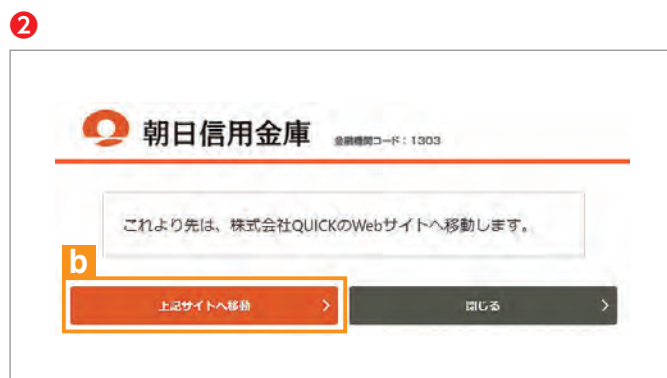 2
朝日信用金庫 金融機関コード：1303
これより先は、株式会社QUICKのWebサイトへ移動します。
b
上記サイトへ移動
閉じる